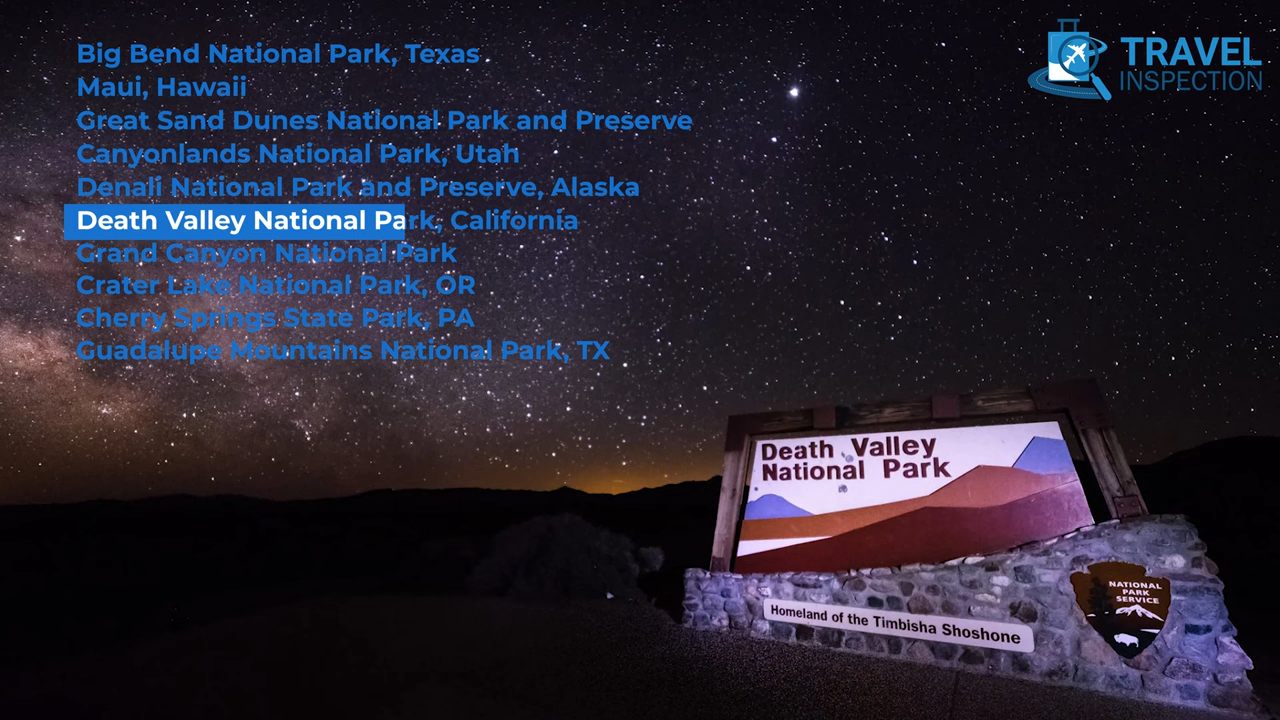 Big Bend National Park, Texas
Maui, Hawaii
Great Sand Dunes National Park and Preserve
Canyonlands National Park, Utah
Denali National Park and Preserve, Alaska
Death Valley National Park, California
Grand Canyon National Park
Crater Lake National Park, OR
Cherry Springs State Park, PA
Guadalupe Mountains National Park, TX
TRAVEL
INSPECTION
Death Valley
National Park
NATIONAL
PARK
SERVICE
Homeland of the Timbisha Shoshone